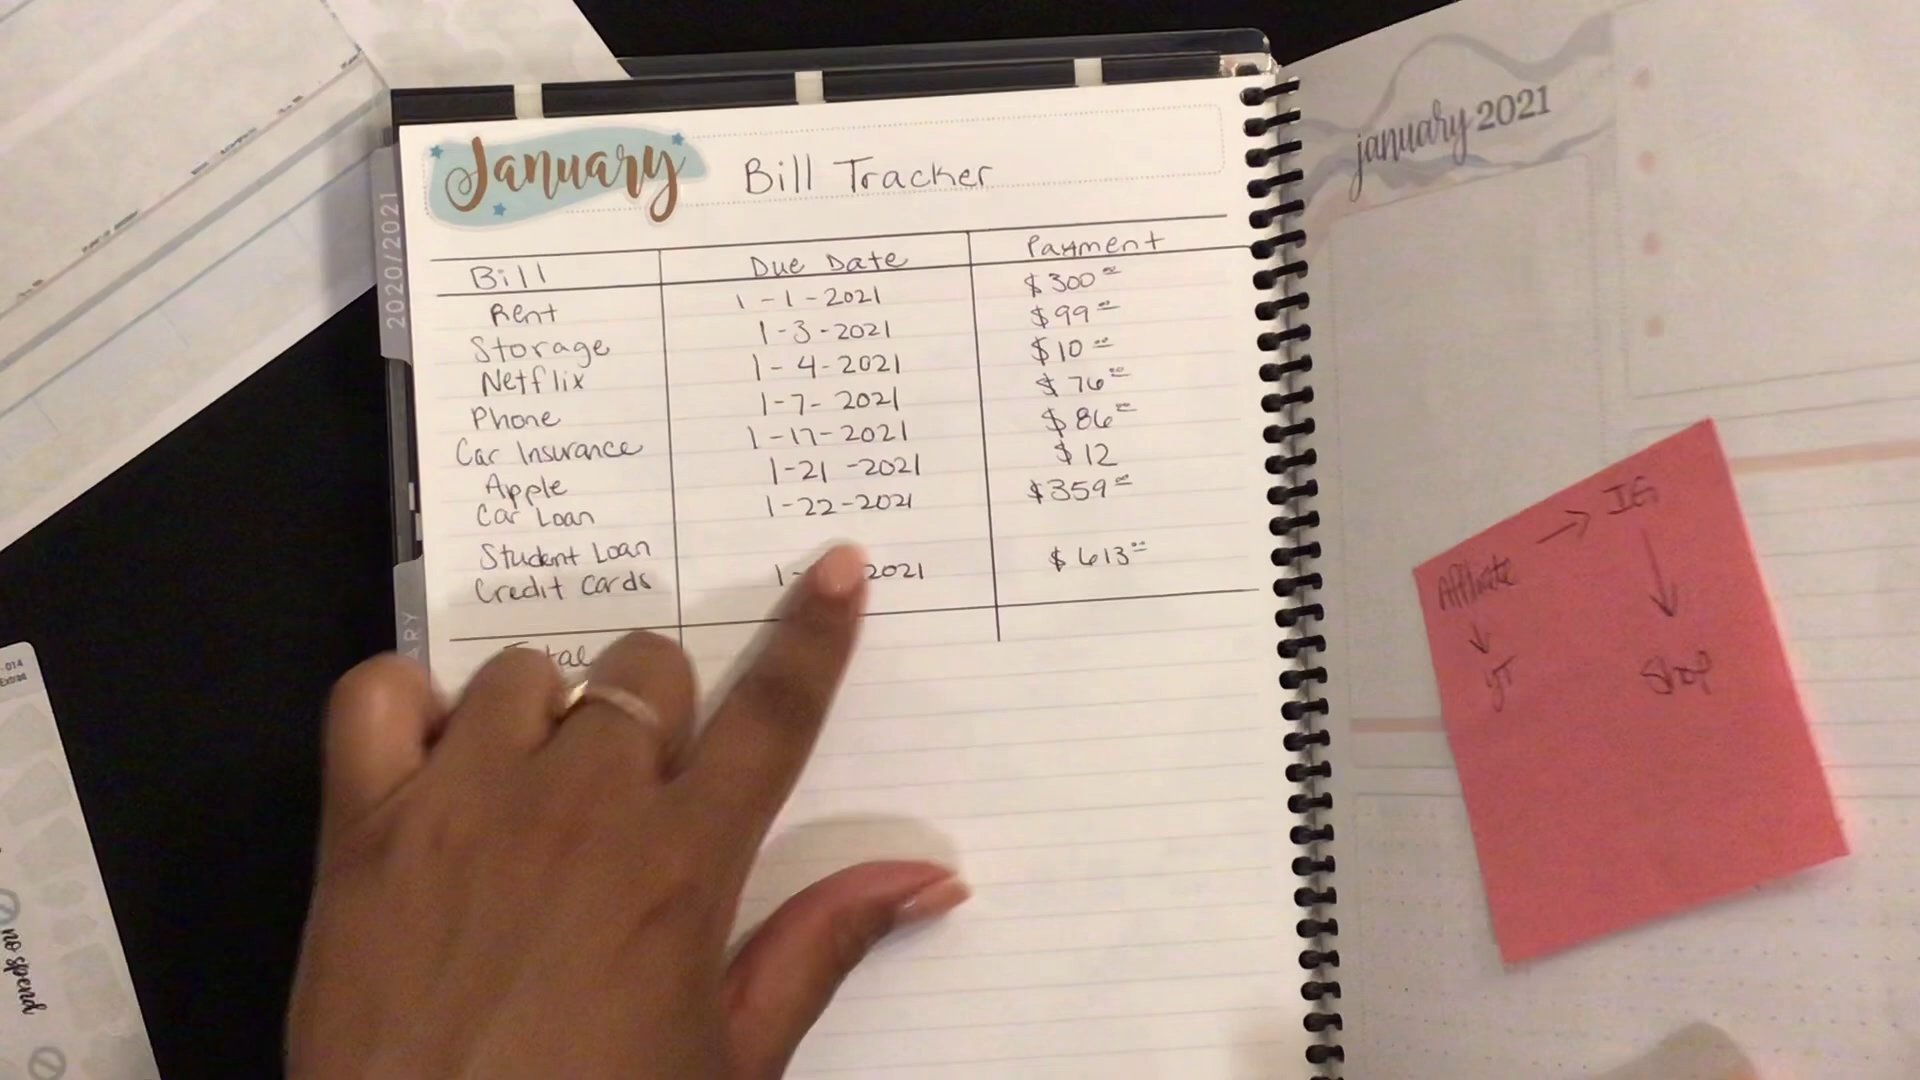 January Bill Tracker
Bill Due Date Payment
Rent 1-1-2021 $300.00
Storage 1-3-2021 $99.00
Netflix 1-4-2021 $10.00
Phone 1-7-2021 $76.00
Car Insurance 1-17-2021 $86.00
Apple 1-21-2021 $12
Car Loan 1-22-2021 $359.00
Student Loan
Credit Cards 2021 $613.00
2020/2021
january 2021
Affiliate → IG
↓ ↓
YT Shop
014
Extras
no spend